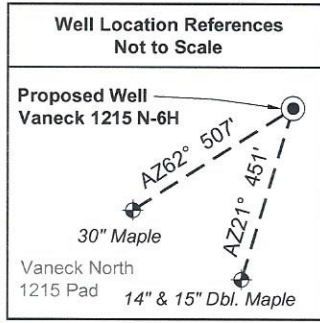 Well Location References
Not to Scale
Proposed Well
Vaneck 1215 N-6H
AZ62° 507'
AZ21° 451'
30" Maple
Vaneck North
1215 Pad
14" & 15" Dbl. Maple